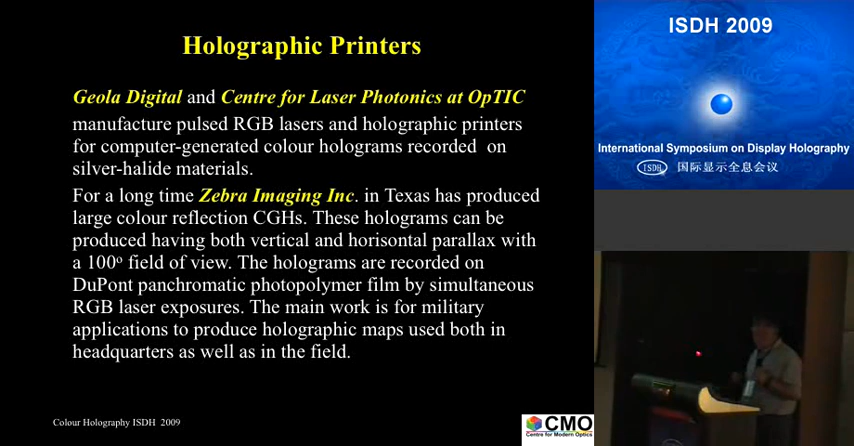 Holographic Printers
Geola Digital and Centre for Laser Photonics at OpTIC
manufacture pulsed RGB lasers and holographic printers
for computer-generated colour holograms recorded on
silver-halide materials.
For a long time Zebra Imaging Inc. in Texas has produced
large colour reflection CGHs. These holograms can be
produced having both vertical and horisontal parallax with
a 100º field of view. The holograms are recorded on
DuPont panchromatic photopolymer film by simultaneous
RGB laser exposures. The main work is for military
applications to produce holographic maps used both in
headquarters as well as in the field.
Colour Holography ISDH 2009
CMO
Centre for Modern Optics
ISDH 2009
International Symposium on Display Holography
ISDH 国际显示全息会议